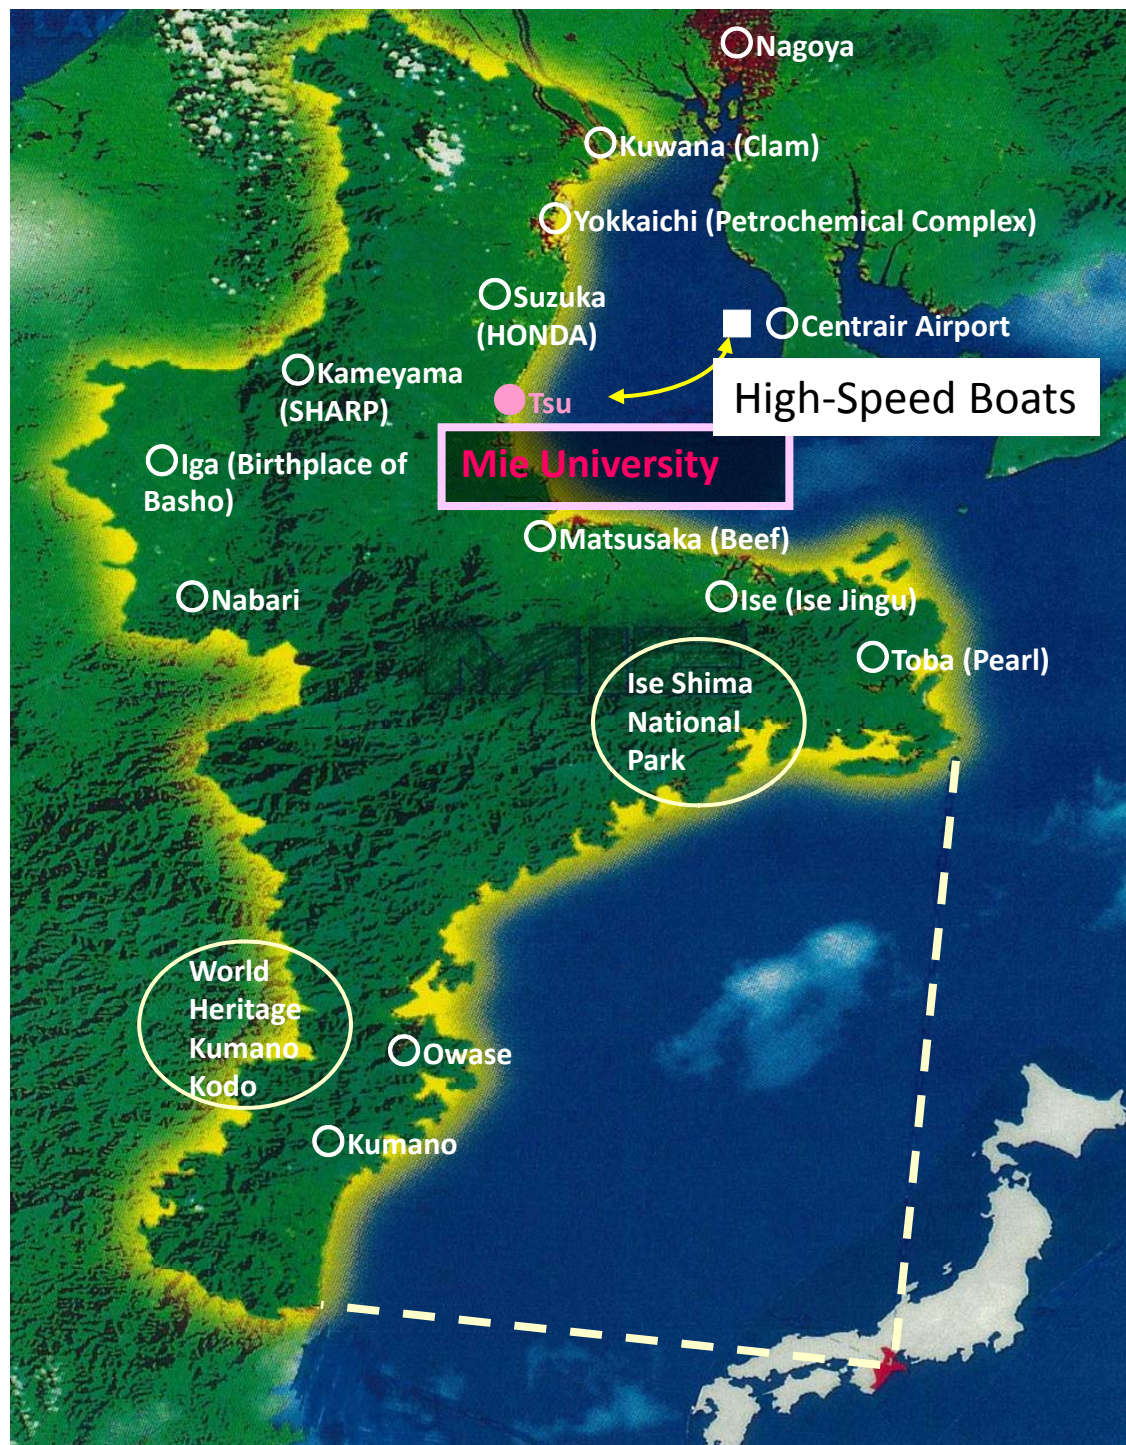 Nagoya
Kuwana (Clam)
Yokkaichi (Petrochemical Complex)
Suzuka
(HONDA)
Centrair Airport
Kameyama
(SHARP)
High-Speed Boats
Tsu
Mie University
Iga (Birthplace of
Basho)
Matsusaka (Beef)
Nabari
Ise (Ise Jingu)
MIE
Toba (Pearl)
Ise Shima
National
Park
World
Heritage
Kumano
Kodo
Owase
Kumano